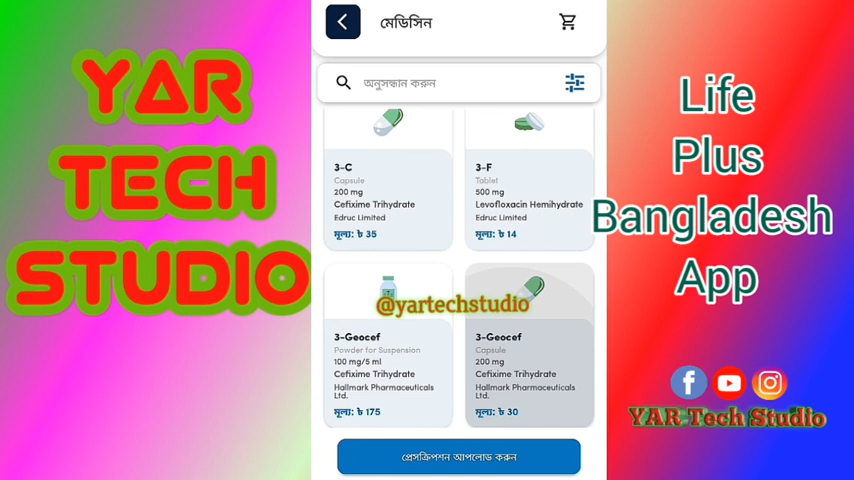 YAR
TECH
STUDIO
মেডিসিন
অনুসন্ধান করুন
3-C
Capsule
200 mg
Cefixime Trihydrate
Edruc Limited
মূল্য: ৳ 35
3-F
Tablet
500 mg
Levofloxacin Hemihydrate
Edruc Limited
মূল্য: ৳ 14
@yartechstudio
3-Geocef
Powder for Suspension
100 mg/5 ml
Cefixime Trihydrate
Hallmark Pharmaceuticals
Ltd.
মূল্য: ৳ 175
3-Geocef
Capsule
200 mg
Cefixime Trihydrate
Hallmark Pharmaceuticals
Ltd.
মূল্য: ৳ 30
প্রেসক্রিপশন আপলোড করুন
Life
Plus
Bangladesh
App
YAR Tech Studio